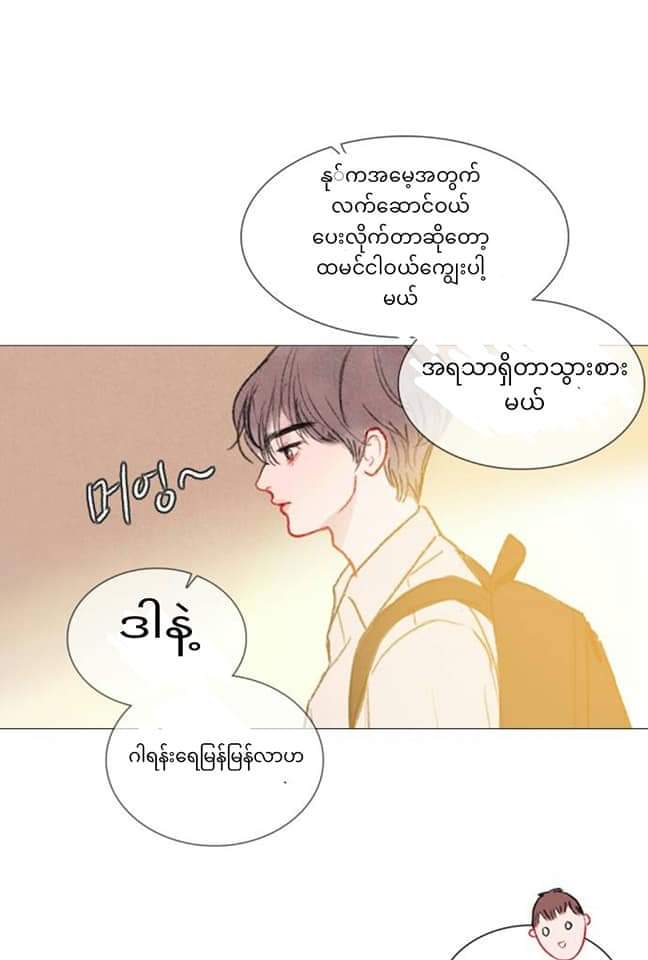 နု်ကအမေ့အတွက်
လက်ဆောင်ဝယ်
ပေးလိုက်တာဆိုတော့
ထမင်ငါဝယ်ကျွေးပါ့
မယ်
အရသာရှိတာသွားစား
မယ်
머엉~
ဒါနဲ့
ဂါရန်းရေမြန်မြန်လာဟ